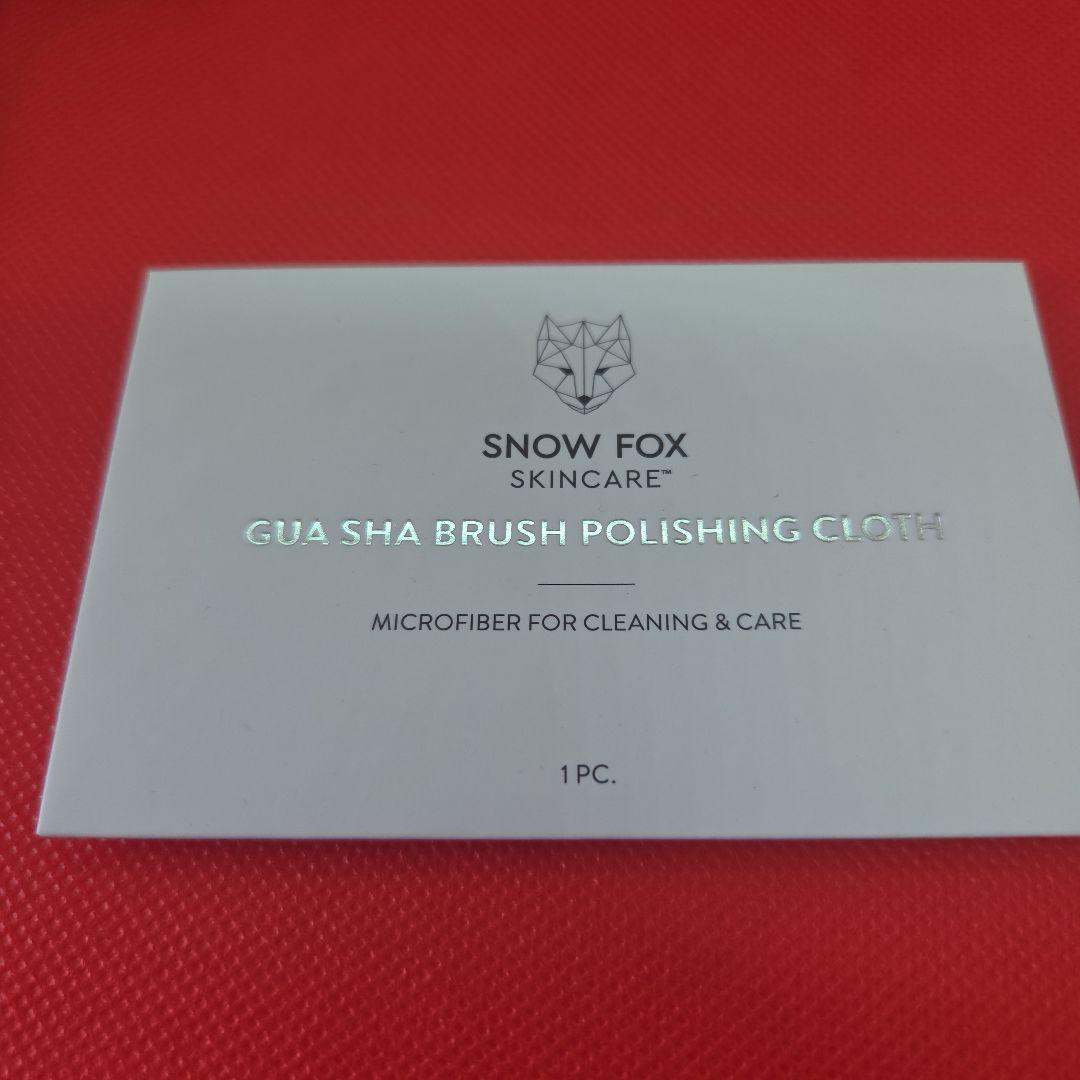 SNOW FOX
SKINCARE™
GUA SHA BRUSH POLISHING CLOTH
MICROFIBER FOR CLEANING & CARE
1 PC.